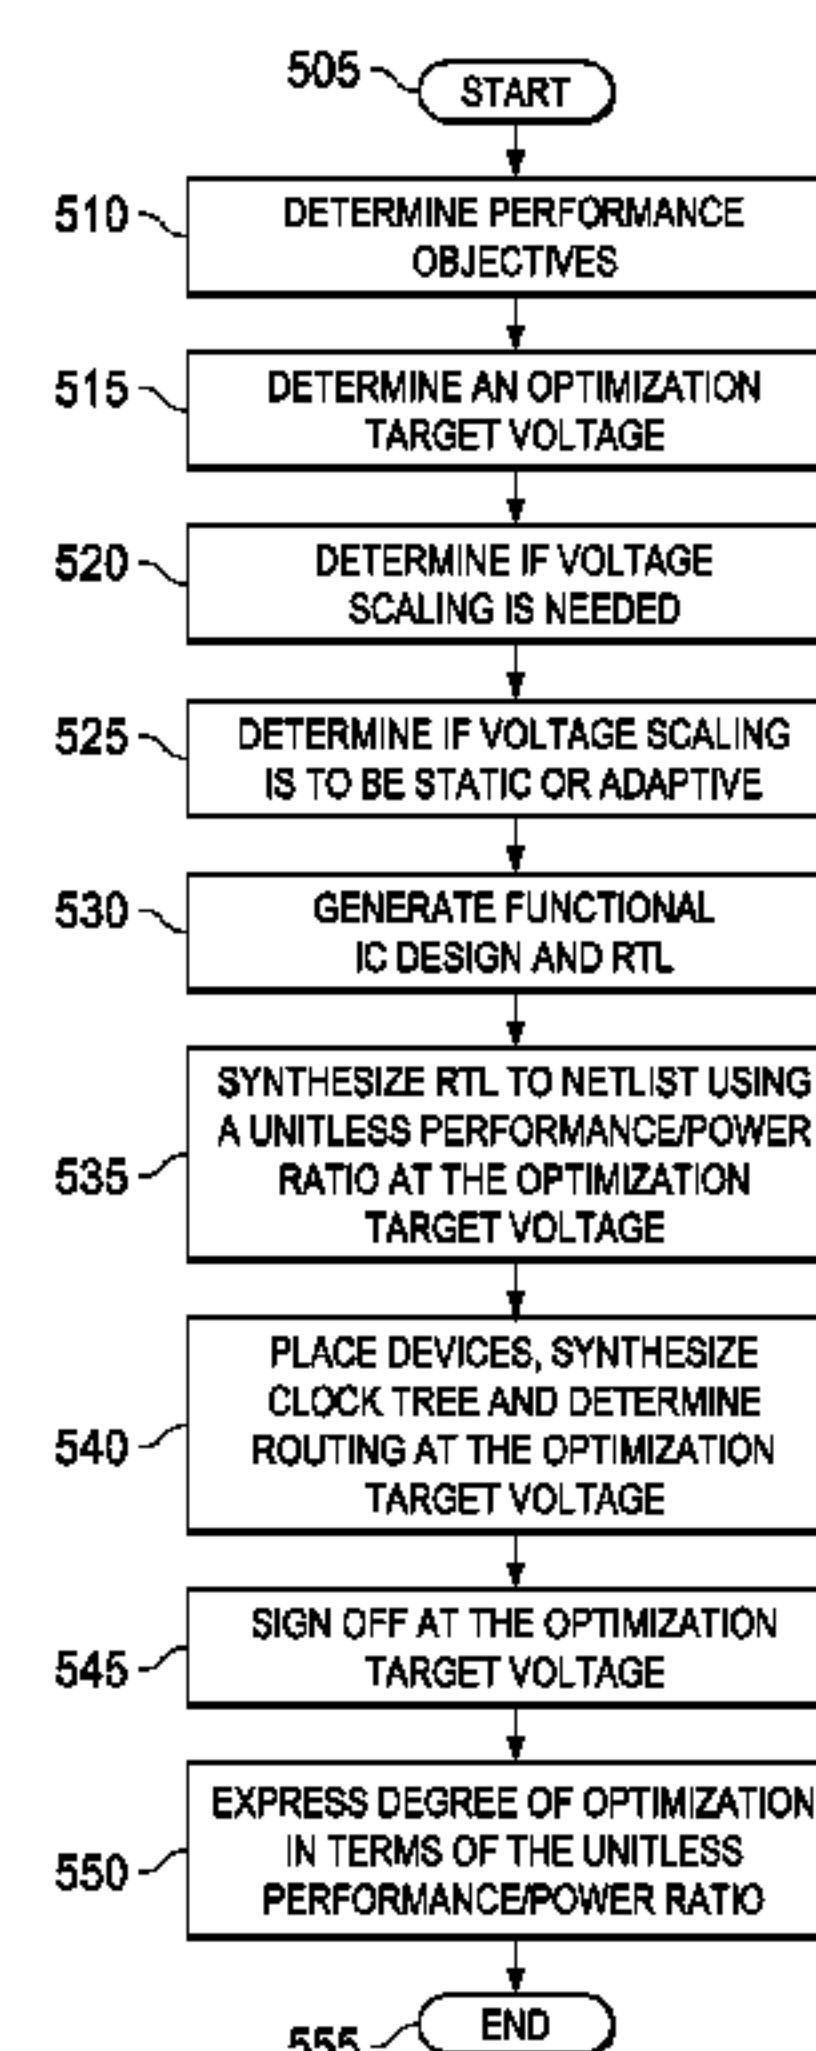 505
START
510
DETERMINE PERFORMANCE
OBJECTIVES
515
DETERMINE AN OPTIMIZATION
TARGET VOLTAGE
520
DETERMINE IF VOLTAGE
SCALING IS NEEDED
525
DETERMINE IF VOLTAGE SCALING
IS TO BE STATIC OR ADAPTIVE
530
GENERATE FUNCTIONAL
IC DESIGN AND RTL
535
SYNTHESIZE RTL TO NETLIST USING
A UNITLESS PERFORMANCE/POWER
RATIO AT THE OPTIMIZATION
TARGET VOLTAGE
540
PLACE DEVICES, SYNTHESIZE
CLOCK TREE AND DETERMINE
ROUTING AT THE OPTIMIZATION
TARGET VOLTAGE
545
SIGN OFF AT THE OPTIMIZATION
TARGET VOLTAGE
550
EXPRESS DEGREE OF OPTIMIZATION
IN TERMS OF THE UNITLESS
PERFORMANCE/POWER RATIO
555
END